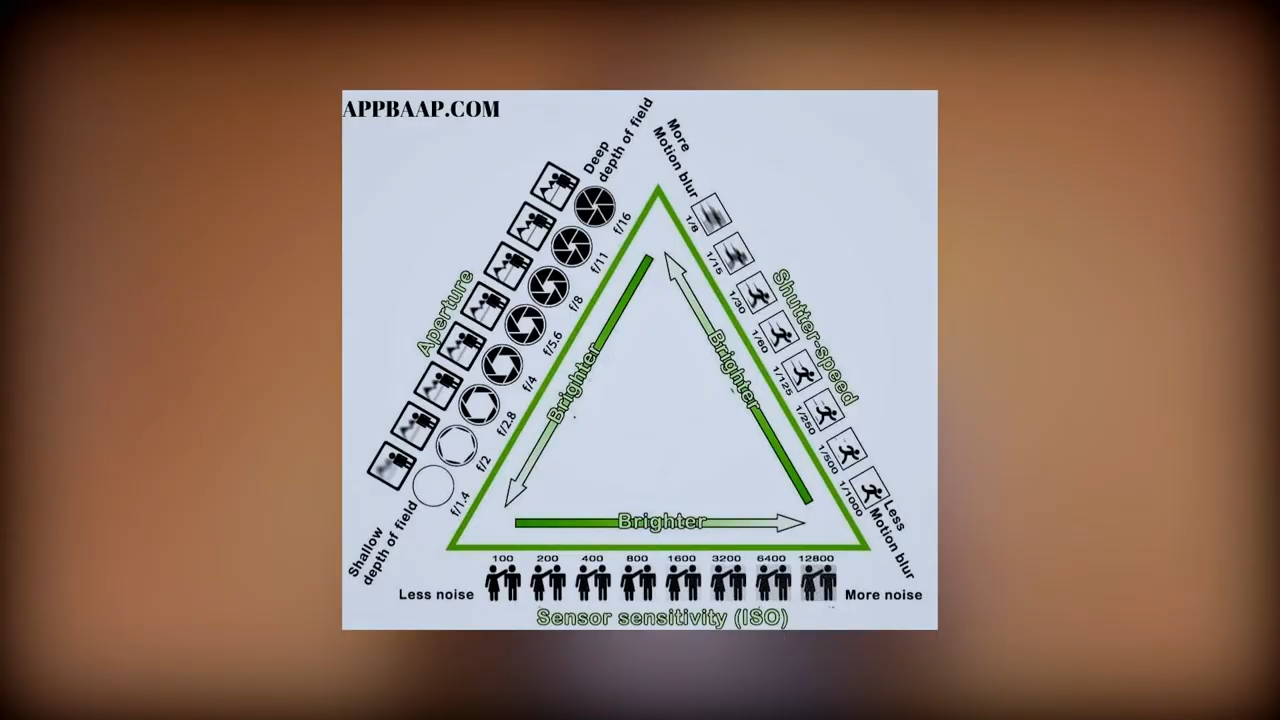 APPBAAP.COM
Deep
depth of field
More
Motion blur
Aperture
f/16
f/11
f/8
f/5.6
f/4
f/2.8
f/2
f/1.4
Shallow
depth of field
1/8
1/15
1/30
1/60
1/125
1/250
1/500
1/1000
Shutter-speed
Less
Motion blur
Brighter
Brighter
Brighter
100 200 400 800 1600 3200 6400 12800
Less noise More noise
Sensor sensitivity (ISO)